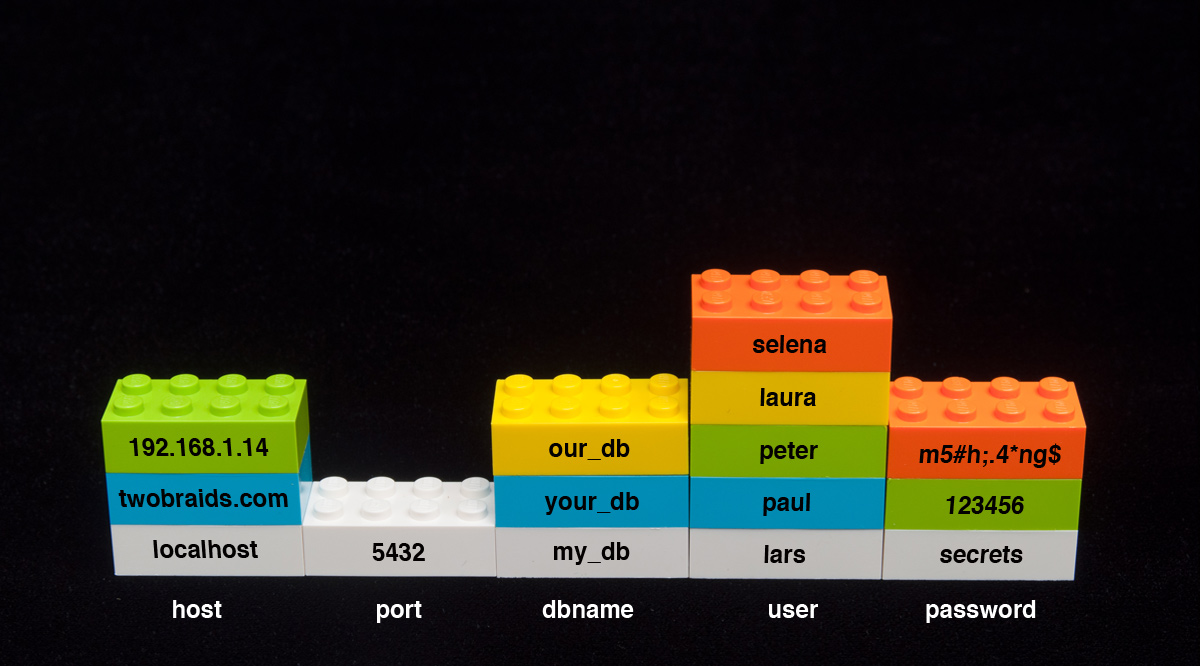 selena
laura
192.168.1.14
our_db
peter
m5#h;.4*ng$
twobraids.com
your_db
paul
123456
localhost
5432
my_db
lars
secrets
host
port
dbname
user
password